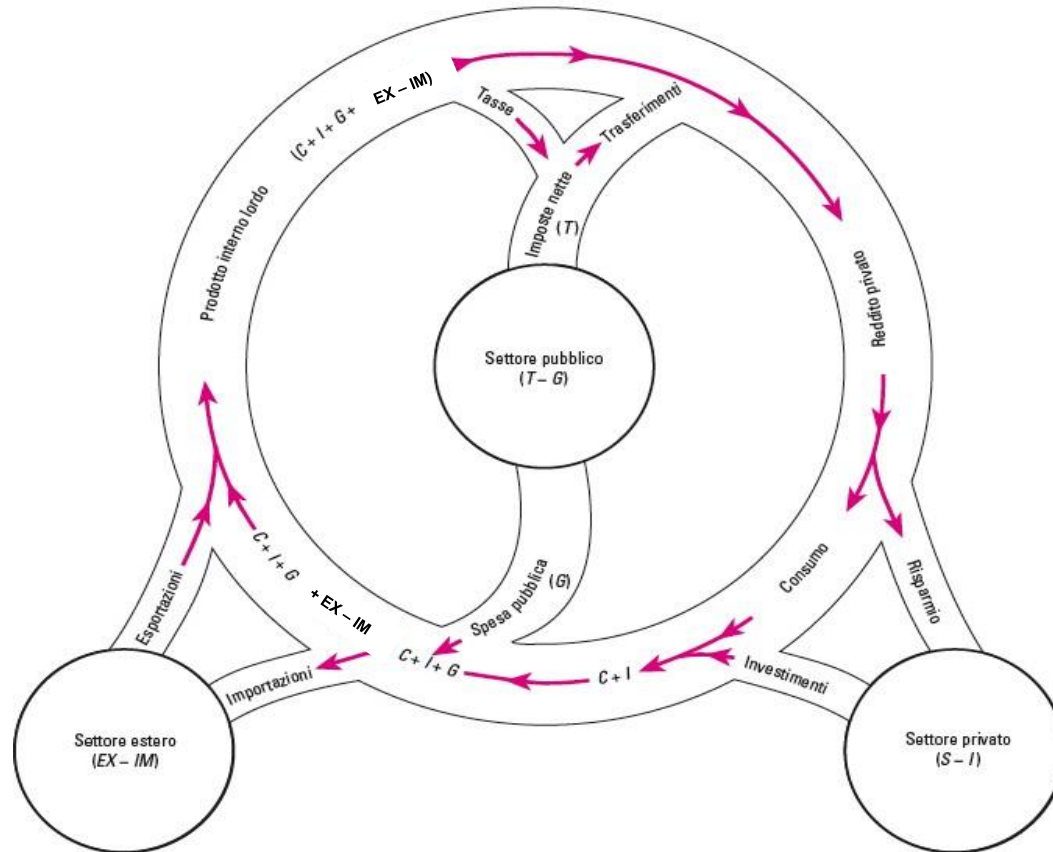 Prodotto interno lordo (C + I + G + EX – IM)
Tasse
Trasferimenti
Imposte nette
(T)
Reddito privato
Settore pubblico
(T – G)
Esportazioni
C + I + G
+ EX – IM
Spesa pubblica
(G)
Consumo
Risparmio
Importazioni
C + I + G
C + I
Investimenti
Settore estero
(EX – IM)
Settore privato
(S – I)